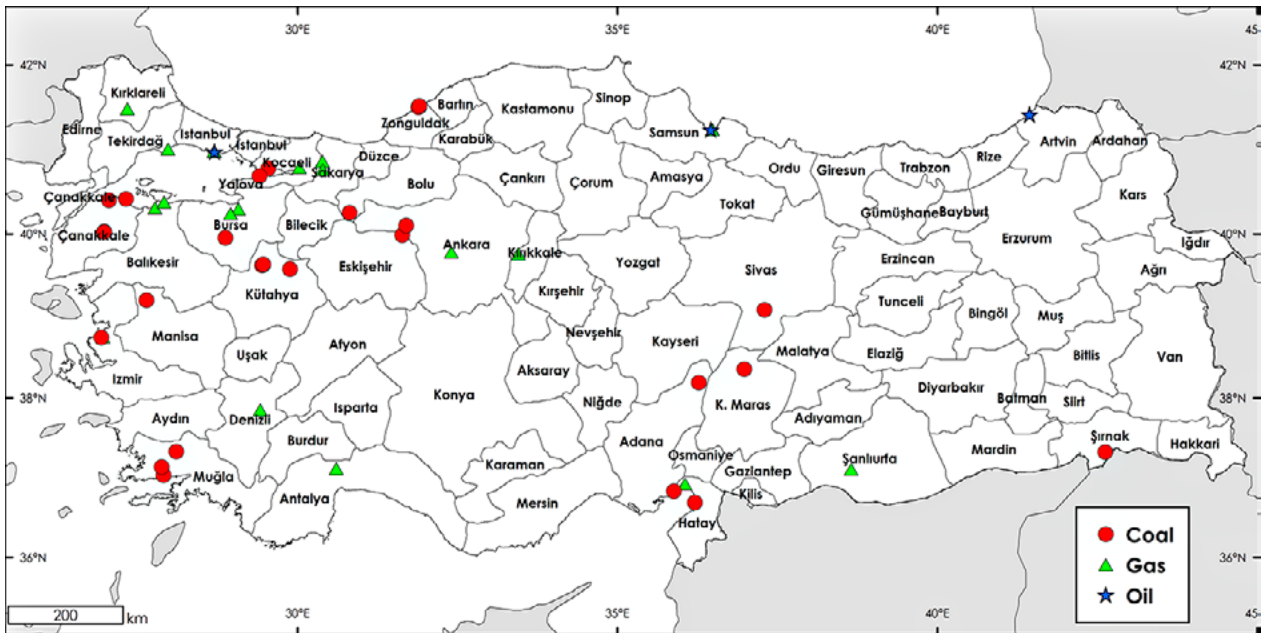 30°E 35°E 40°E 45
42°N 42°N
Kırklareli
Edirne
Tekirdağ
Istanbul
Istanbul
Kocaeli
Sakarya
Yalova
Düzce
Zonguldak
Bartın
Karabük
Kastamonu
Sinop
Samsun
Ordu
Giresun
Trabzon
Rize
Artvin
Ardahan
Kars
Çanakkale
Çanakkale
Bursa
Bilecik
Bolu
Çankırı
Çorum
Amasya
Tokat
Gümüşhane
Bayburt
Erzurum
Iğdır
Ağrı
40°N 40°N
Balıkesir
Kütahya
Eskişehir
Ankara
Kırıkkale
Kırşehir
Yozgat
Sivas
Erzincan
Tunceli
Bingöl
Muş
Bitlis
Van
Manisa
Uşak
Afyon
Nevşehir
Kayseri
Malatya
Elaziğ
Izmir
Aksaray
Konya
Niğde
K. Maras
Adıyaman
Diyarbakır
Batman
Siirt
38°N 38°N
Aydın
Denizli
Isparta
Burdur
Adana
Osmaniye
Gaziantep
Şanlıurfa
Mardin
Şırnak
Hakkari
Muğla
Antalya
Karaman
Mersin
Kilis
Hatay
36°N 36°N
Coal
Gas
Oil
200 km
30°E 35°E 40°E 45